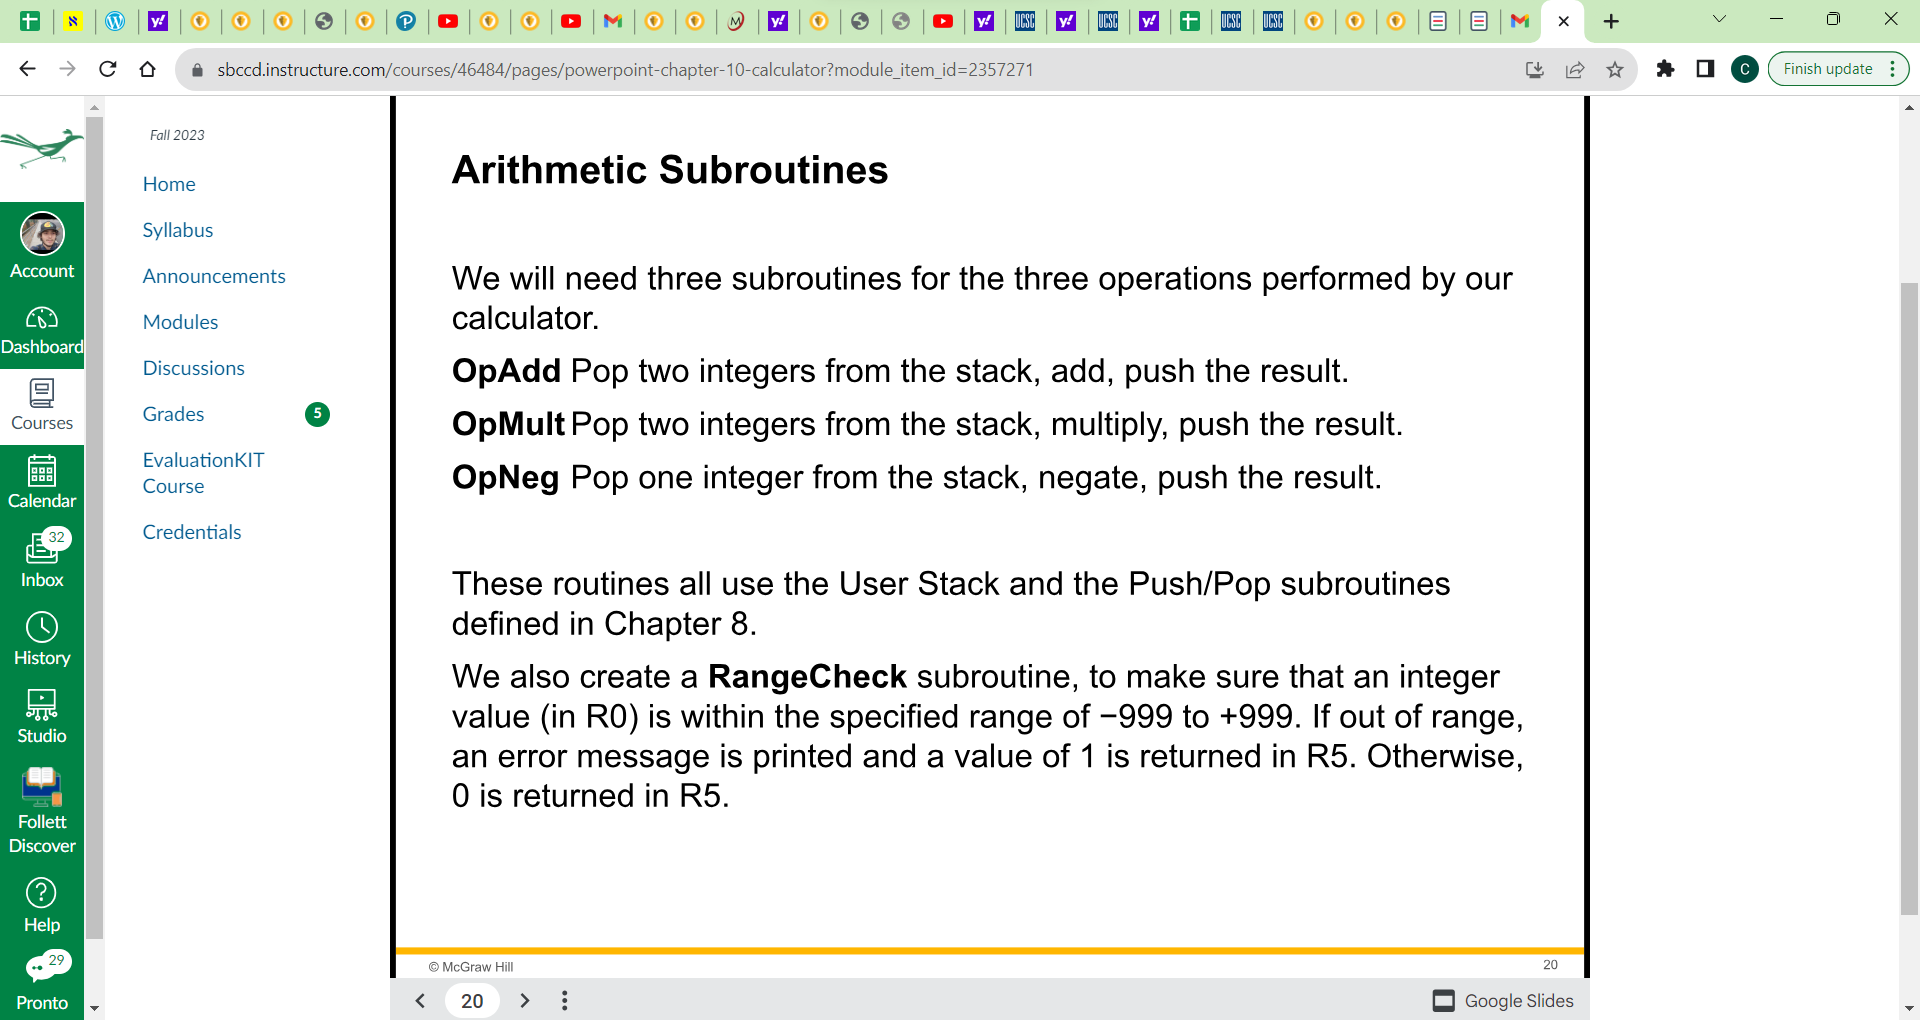 sbccd.instructure.com/courses/46484/pages/powerpoint-chapter-10-calculator?module_item_id=2357271
C
Finish update
Account
Dashboard
Courses
Calendar
32
Inbox
History
Studio
Follett
Discover
Help
29
Pronto
Fall 2023
Home
Syllabus
Announcements
Modules
Discussions
Grades
5
EvaluationKIT
Course
Credentials
Arithmetic Subroutines
We will need three subroutines for the three operations performed by our
calculator.
OpAdd Pop two integers from the stack, add, push the result.
OpMult Pop two integers from the stack, multiply, push the result.
OpNeg Pop one integer from the stack, negate, push the result.
These routines all use the User Stack and the Push/Pop subroutines
defined in Chapter 8.
We also create a RangeCheck subroutine, to make sure that an integer
value (in R0) is within the specified range of −999 to +999. If out of range,
an error message is printed and a value of 1 is returned in R5. Otherwise,
0 is returned in R5.
© McGraw Hill
20
20
Google Slides